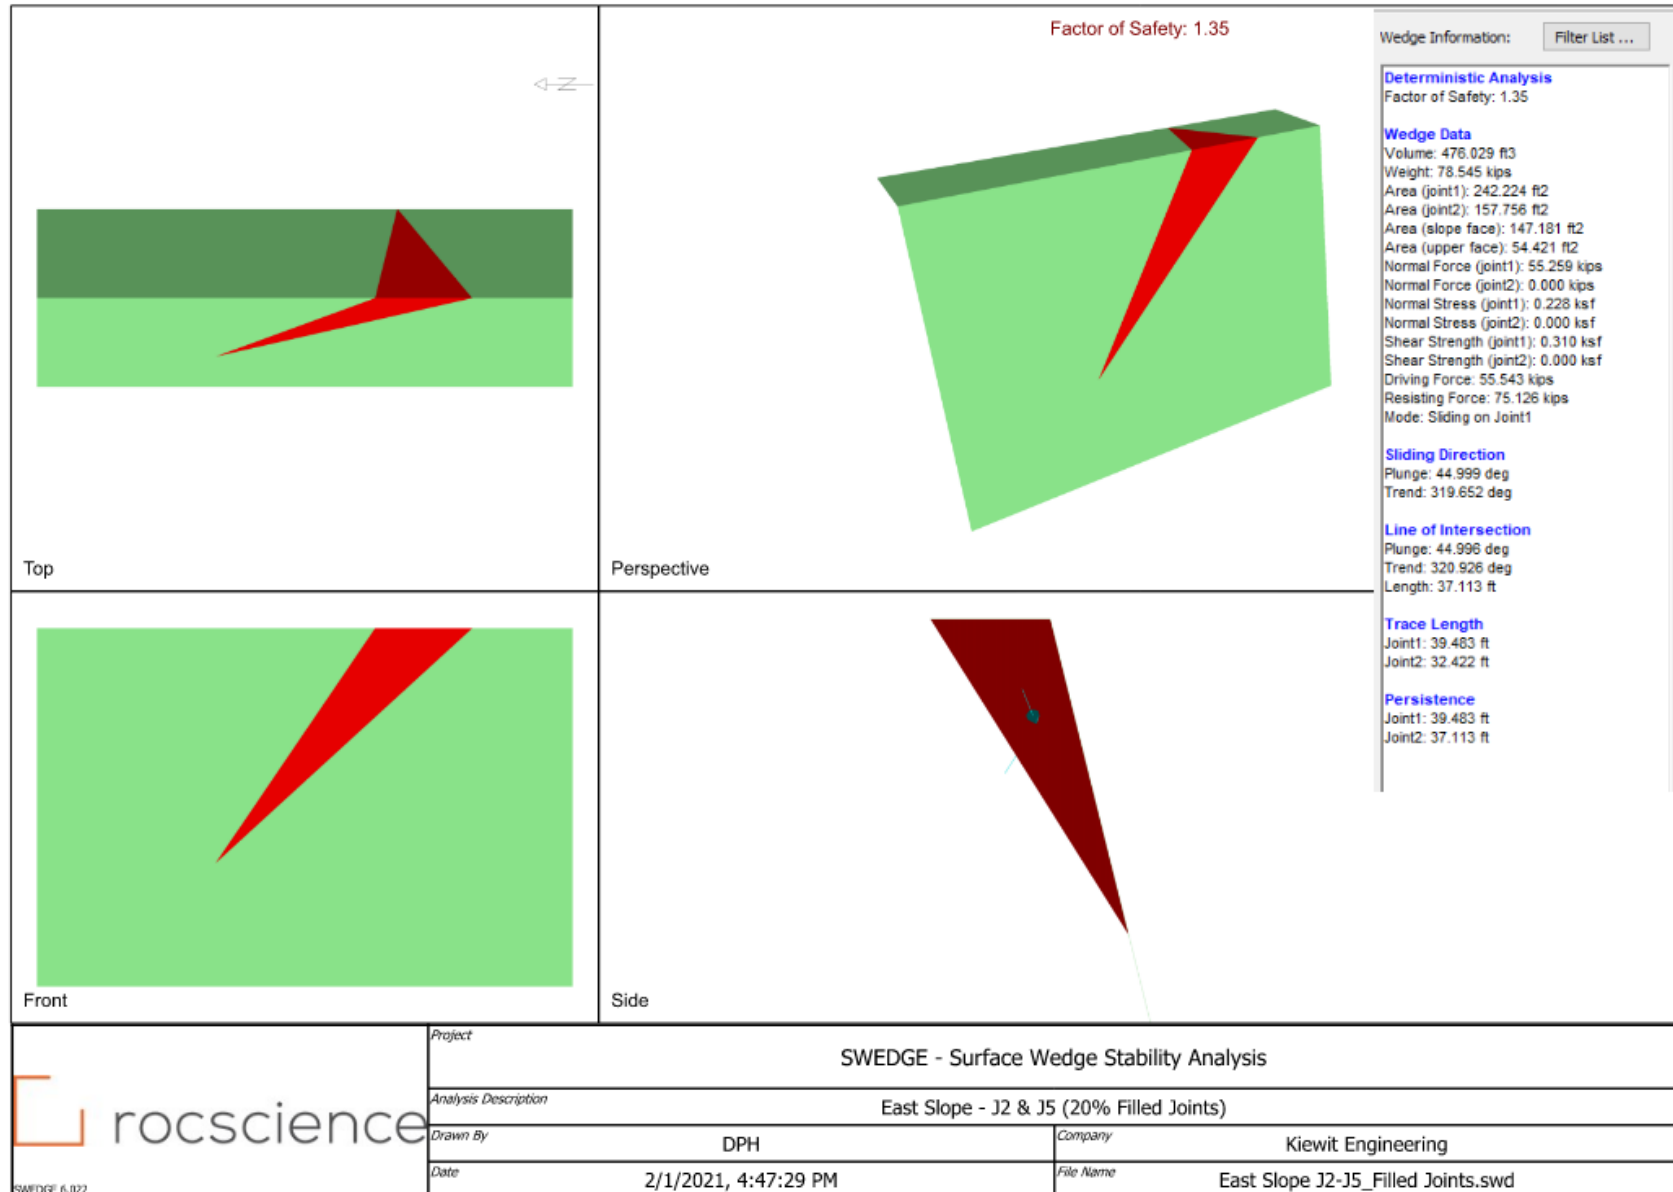 Factor of Safety: 1.35
Z
Top
Perspective
Front
Side
Wedge Information:
Filter List ...
Deterministic Analysis
Factor of Safety: 1.35
Wedge Data
Volume: 476.029 ft3
Weight: 78.545 kips
Area (joint1): 242.224 ft2
Area (joint2): 157.756 ft2
Area (slope face): 147.181 ft2
Area (upper face): 54.421 ft2
Normal Force (joint1): 55.259 kips
Normal Force (joint2): 0.000 kips
Normal Stress (joint1): 0.228 ksf
Normal Stress (joint2): 0.000 ksf
Shear Strength (joint1): 0.310 ksf
Shear Strength (joint2): 0.000 ksf
Driving Force: 55.543 kips
Resisting Force: 75.126 kips
Mode: Sliding on Joint1
Sliding Direction
Plunge: 44.999 deg
Trend: 319.652 deg
Line of Intersection
Plunge: 44.996 deg
Trend: 320.926 deg
Length: 37.113 ft
Trace Length
Joint1: 39.483 ft
Joint2: 32.422 ft
Persistence
Joint1: 39.483 ft
Joint2: 37.113 ft
rocscience
SWEDGE 6.022
Project
SWEDGE - Surface Wedge Stability Analysis
Analysis Description
East Slope - J2 & J5 (20% Filled Joints)
Drawn By
DPH
Company
Kiewit Engineering
Date
2/1/2021, 4:47:29 PM
File Name
East Slope J2-J5_Filled Joints.swd